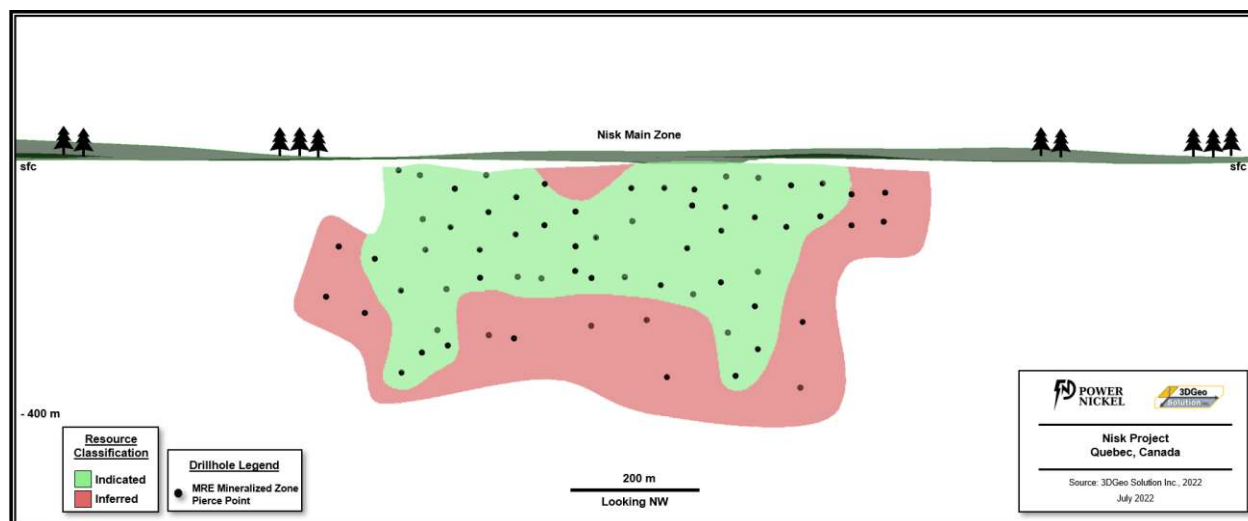 Nisk Main Zone
sfc
sfc
- 400 m
Resource
Classification
Indicated
Inferred
Drillhole Legend
MRE Mineralized Zone
Pierce Point
200 m
Looking NW
POWER
NICKEL
3DGeo
Solution
Nisk Project
Quebec, Canada
Source: 3DGeo Solution Inc., 2022
July 2022